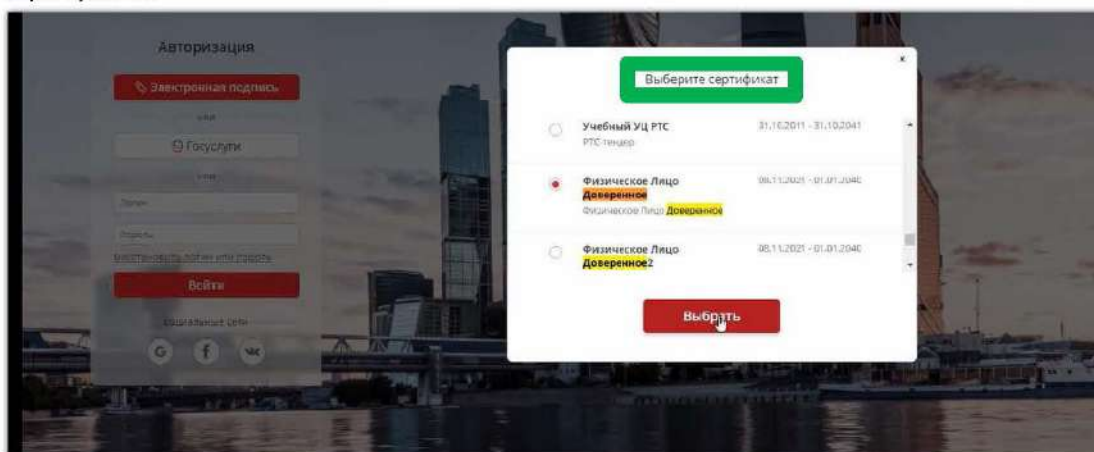 Авторизация
Электронная подпись
или
Госуслуги
или
Логин
Пароль
Восстановить логин или пароль
Войти
социальные сети
G f
Выберите сертификат
x
Учебный УЦ РТС 31.10.2011 - 31.10.2041
РТС-тендер
Физическое Лицо 08.11.2021 - 01.01.2040
Доверенное
Физическое Лицо Доверенное
Физическое Лицо 08.11.2021 - 01.01.2040
Доверенное2
Выбрать